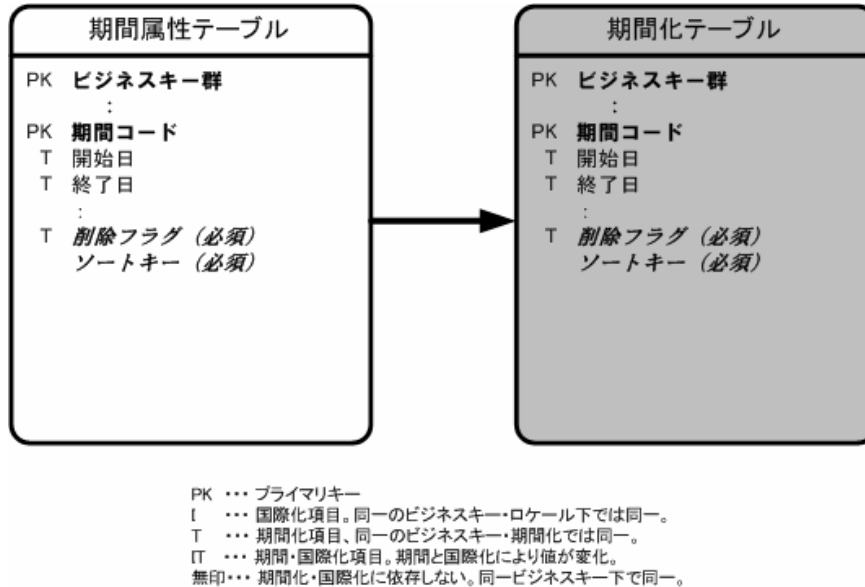 期間属性テーブル
PK ビジネスキー群
:
PK 期間コード
T 開始日
T 終了日
:
T 削除フラグ（必須）
ソートキー（必須）
期間化テーブル
PK ビジネスキー群
:
PK 期間コード
T 開始日
T 終了日
:
T 削除フラグ（必須）
ソートキー（必須）
PK ・・・ プライマリキー
I ・・・ 国際化項目。同一のビジネスキー・ロケール下では同一。
T ・・・ 期間化項目、同一のビジネスキー・期間化では同一。
IT ・・・ 期間・国際化項目。期間と国際化により値が変化。
無印・・・ 期間化・国際化に依存しない。同一ビジネスキー下で同一。